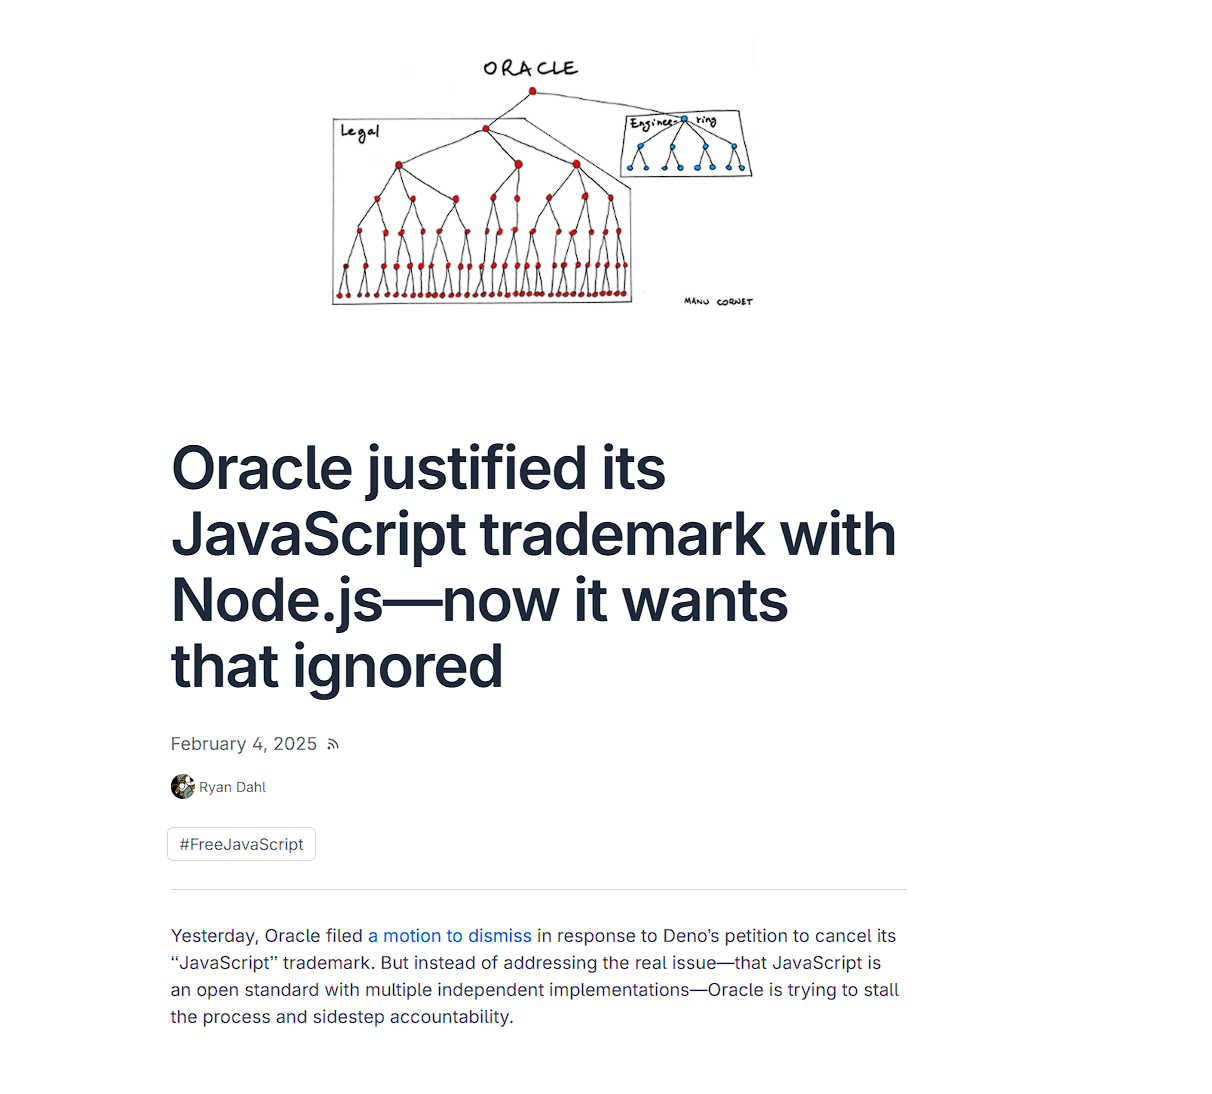 ORACLE
Legal
Enginee- ring
MANU CORNET
Oracle justified its
JavaScript trademark with
Node.js—now it wants
that ignored
February 4, 2025
Ryan Dahl
#FreeJavaScript
Yesterday, Oracle filed a motion to dismiss in response to Deno’s petition to cancel its
“JavaScript” trademark. But instead of addressing the real issue—that JavaScript is
an open standard with multiple independent implementations—Oracle is trying to stall
the process and sidestep accountability.